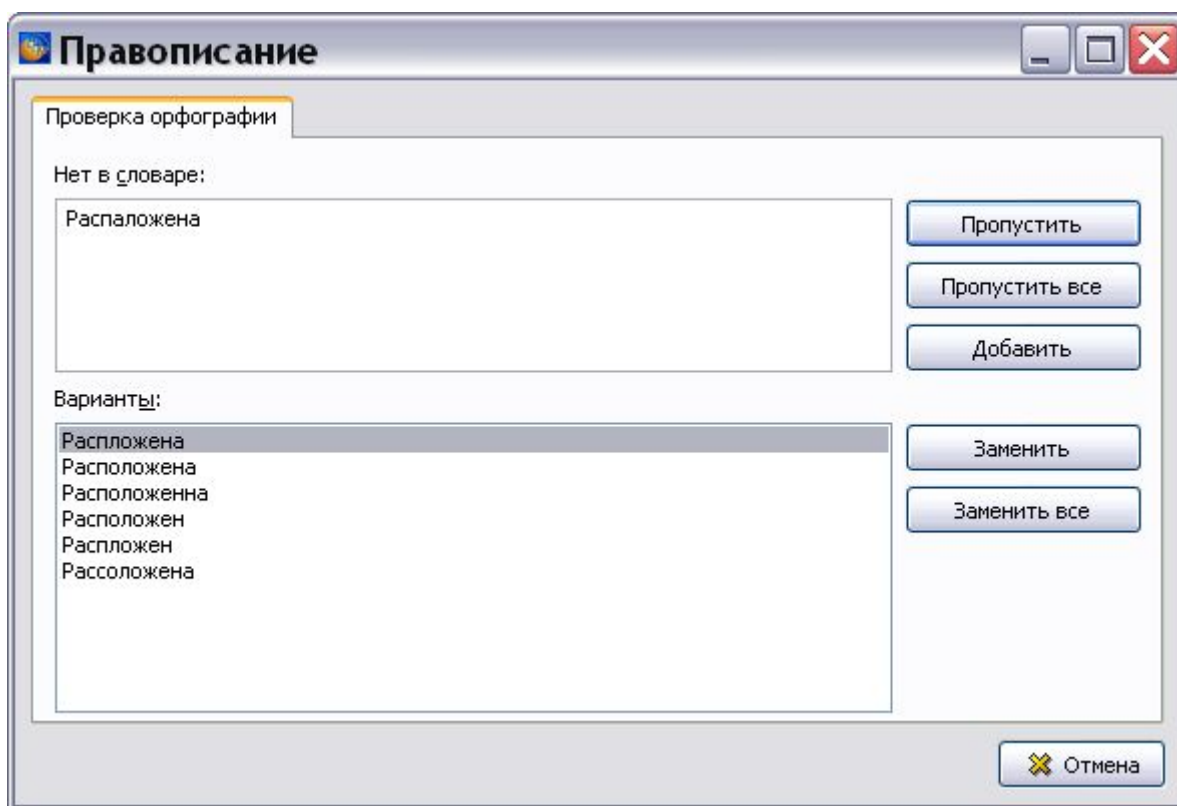 Правописание
Проверка орфографии
Нет в словаре:
Распаложена
Пропустить
Пропустить все
Добавить
Варианты:
Распложена
Расположена
Расположенна
Расположен
Распложен
Рассоложена
Заменить
Заменить все
Отмена